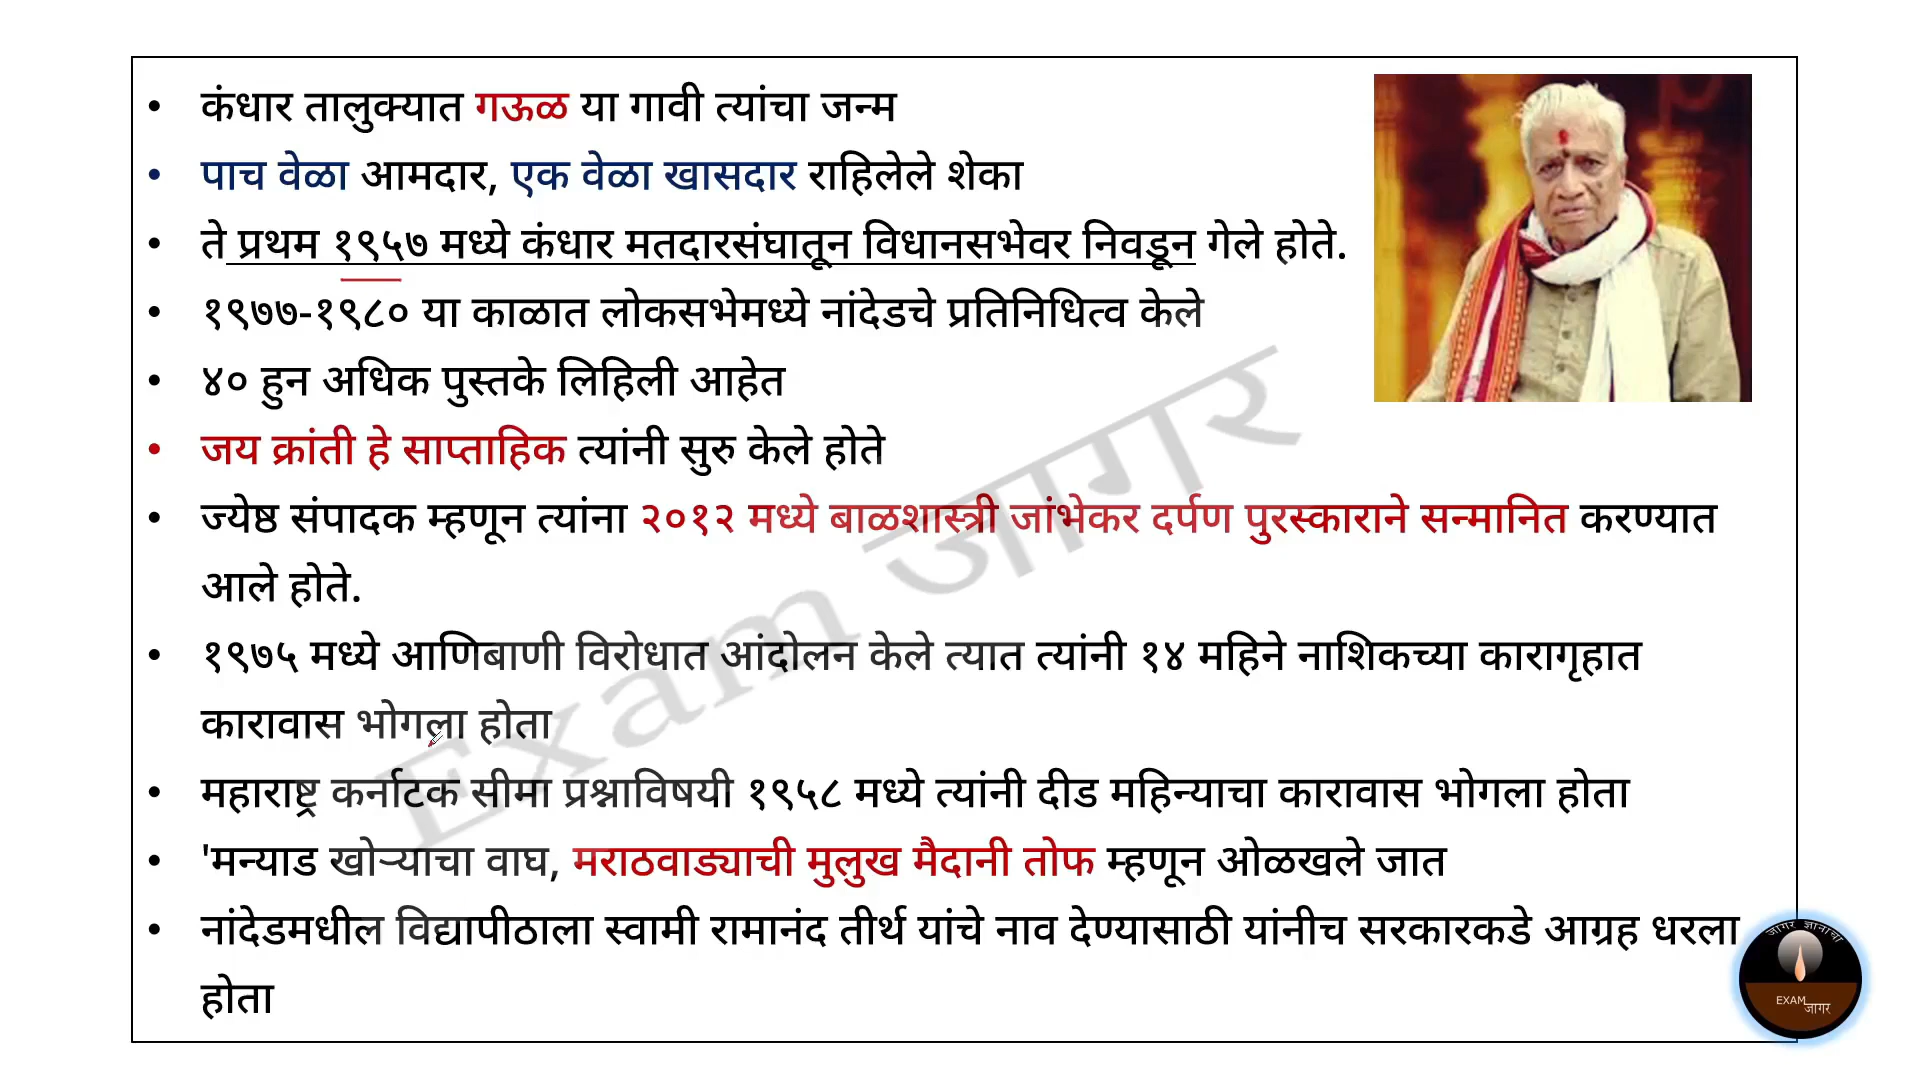 • कंधार तालुक्यात गऊळ या गावी त्यांचा जन्म
• पाच वेळा आमदार, एक वेळा खासदार राहिलेले शेका
• ते प्रथम १९५७ मध्ये कंधार मतदारसंघातून विधानसभेवर निवडून गेले होते.
• १९७७-१९८० या काळात लोकसभेमध्ये नांदेडचे प्रतिनिधित्व केले
• ४० हुन अधिक पुस्तके लिहिली आहेत
• जय क्रांती हे साप्ताहिक त्यांनी सुरु केले होते
• ज्येष्ठ संपादक म्हणून त्यांना २०१२ मध्ये बाळशास्त्री जांभेकर दर्पण पुरस्काराने सन्मानित करण्यात
आले होते.
• १९७५ मध्ये आणिबाणी विरोधात आंदोलन केले त्यात त्यांनी १४ महिने नाशिकच्या कारागृहात
कारावास भोगला होता
• महाराष्ट्र कर्नाटक सीमा प्रश्नाविषयी १९५८ मध्ये त्यांनी दीड महिन्याचा कारावास भोगला होता
• 'मन्याड खोऱ्याचा वाघ, मराठवाड्याची मुलुख मैदानी तोफ म्हणून ओळखले जात
• नांदेडमधील विद्यापीठाला स्वामी रामानंद तीर्थ यांचे नाव देण्यासाठी यांनीच सरकारकडे आग्रह धरला
होता
Exam जागर
जागर ज्ञानाचा
EXAM
जागर